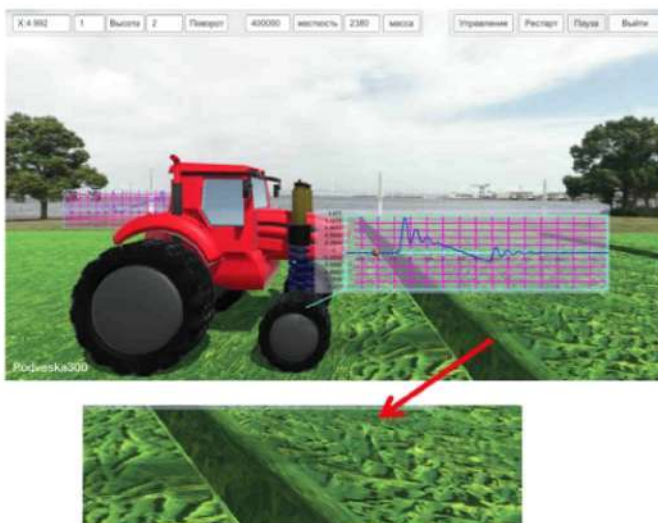 X:4.992 1 Высота 2 Поворот 400000 жесткость 2380 масса Управление Рестарт Пауза Выйти
Podveska300